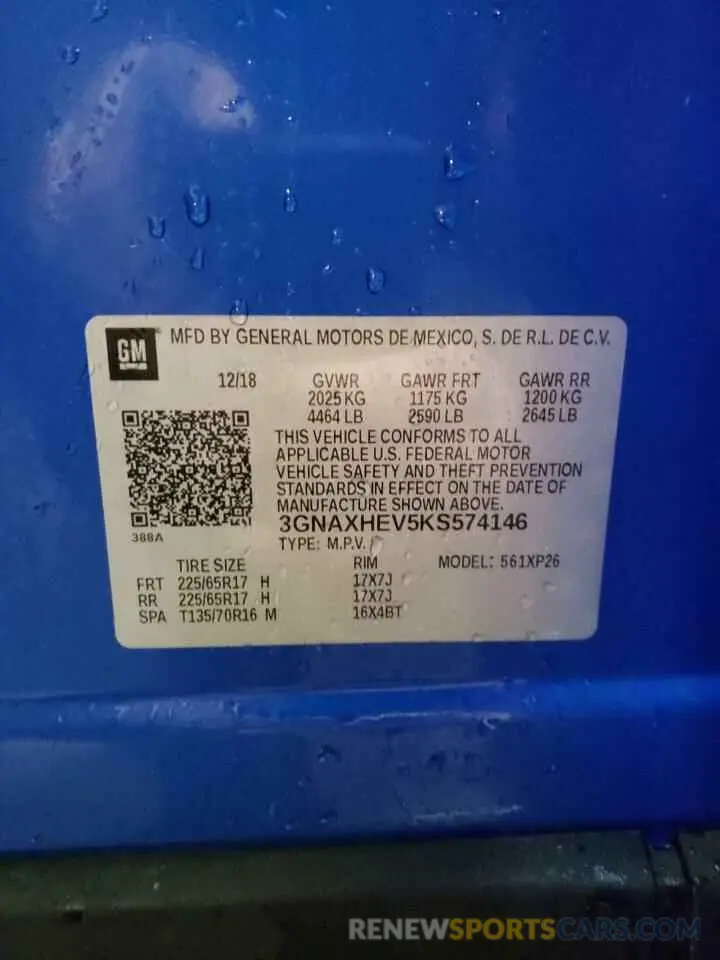 GM MFD BY GENERAL MOTORS DE MEXICO, S. DE R.L. DE C.V.
12/18 GVWR GAWR FRT GAWR RR
2025 KG 1175 KG 1200 KG
4464 LB 2590 LB 2645 LB
THIS VEHICLE CONFORMS TO ALL
APPLICABLE U.S. FEDERAL MOTOR
VEHICLE SAFETY AND THEFT PREVENTION
STANDARDS IN EFFECT ON THE DATE OF
MANUFACTURE SHOWN ABOVE.
3GNAXHEV5KS574146
388A
TYPE: M.P.V.
TIRE SIZE RIM MODEL: 561XP26
FRT 225/65R17 H 17X7J
RR 225/65R17 H 17X7J
SPA T135/70R16 M 16X4BT
RENEWSPORTSCARS.COM